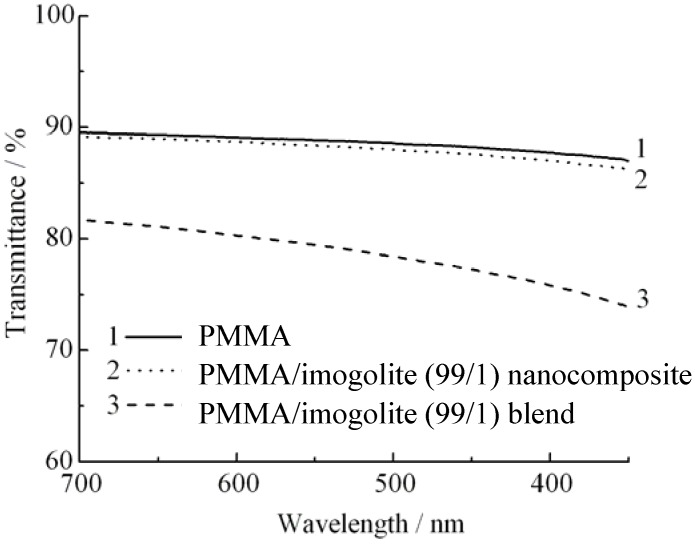 100
90
80
70
60
Transmittance / %
1
2
3
1 PMMA
2 PMMA/imogolite (99/1) nanocomposite
3 PMMA/imogolite (99/1) blend
700 600 500 400
Wavelength / nm